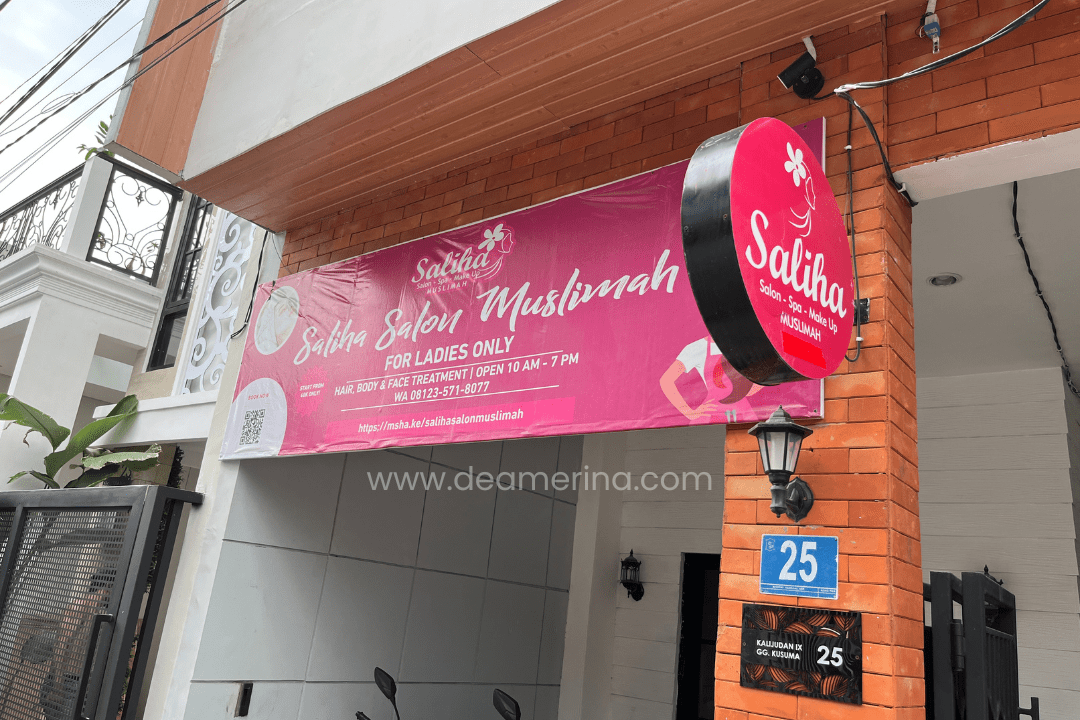 Saliha
Salon - Spa - Make Up
MUSLIMAH
Saliha Salon Muslimah
FOR LADIES ONLY
HAIR, BODY & FACE TREATMENT | OPEN 10 AM - 7 PM
WA 08123-571-8077
https://msha.ke/salihasalonmuslimah
START FROM
Saliha
Salon - Spa - Make Up
MUSLIMAH
www.deamerina.com
25
KALIJUDAN IX
GG. KUSUMA
25